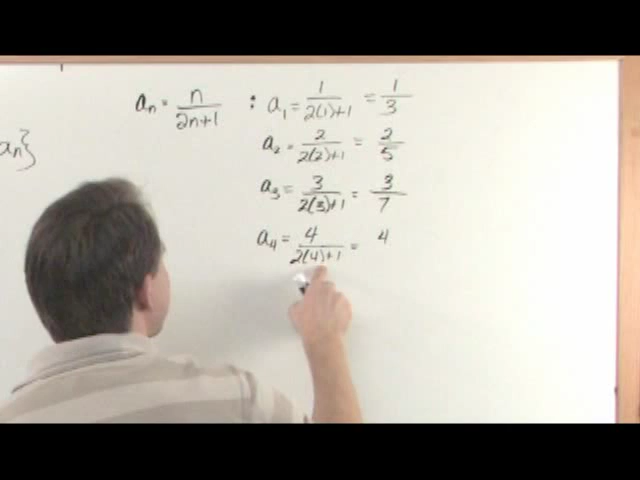 aₙ = n/(2n+1) : a₁ = 1/(2(1)+1) = 1/3
a₂ = 2/(2(2)+1) = 2/5
aₙ}
a₃ = 3/(2(3)+1) = 3/7
a₄ = 4/(2(4)+1) = 4